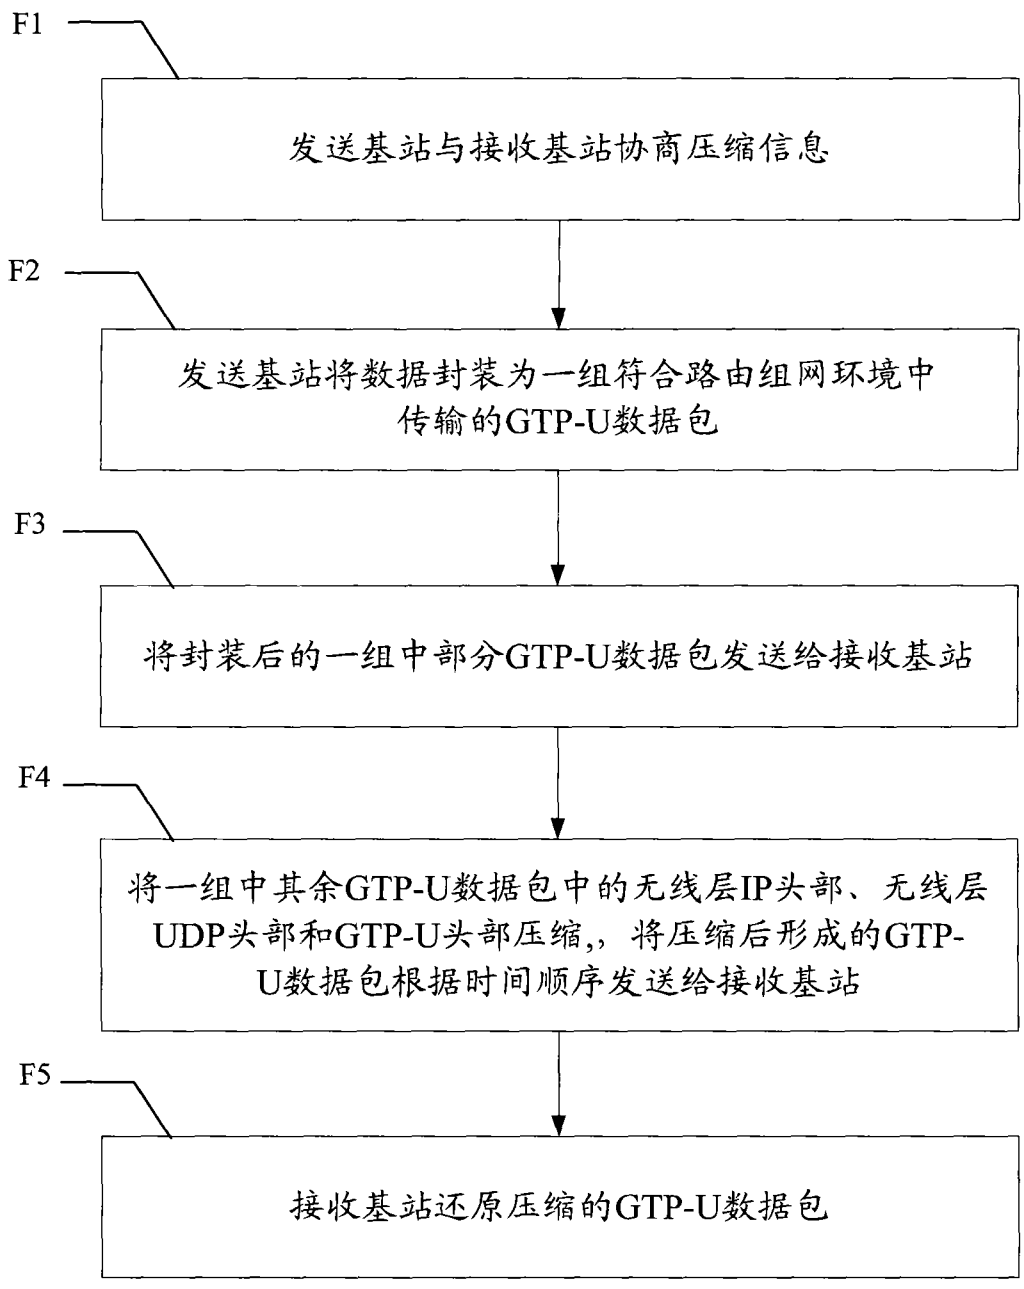 F1
发送基站与接收基站协商压缩信息
F2
发送基站将数据封装为一组符合路由组网环境中
传输的GTP-U数据包
F3
将封装后的一组中部分GTP-U数据包发送给接收基站
F4
将一组中其余GTP-U数据包中的无线层IP头部、无线层
UDP头部和GTP-U头部压缩,，将压缩后形成的GTP-
U数据包根据时间顺序发送给接收基站
F5
接收基站还原压缩的GTP-U数据包